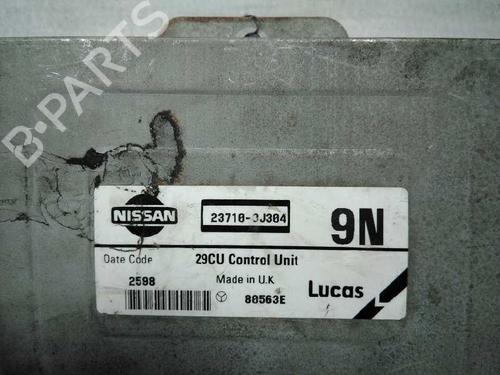 B-PARTS
NISSAN
23710-0J304
9N
Date Code
29CU Control Unit
2598
Made in U.K
80563E
Lucas